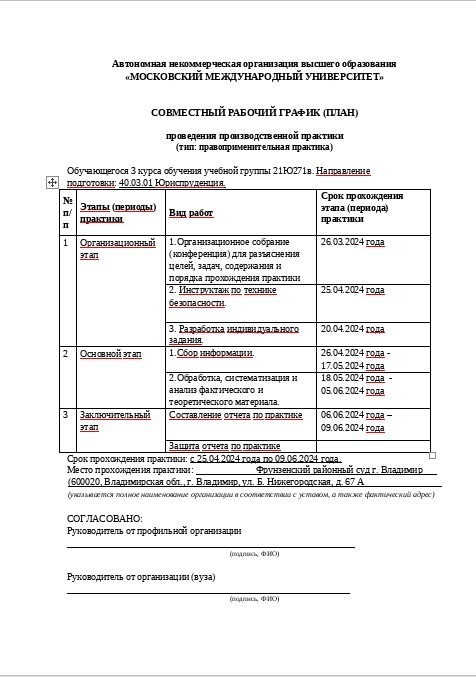 Автономная некоммерческая организация высшего образования
«МОСКОВСКИЙ МЕЖДУНАРОДНЫЙ УНИВЕРСИТЕТ»
СОВМЕСТНЫЙ РАБОЧИЙ ГРАФИК (ПЛАН)
проведения производственной практики
(тип: правоприменительная практика)
Обучающегося 3 курса обучения учебной группы 21Ю271в. Направление
подготовки: 40.03.01 Юриспруденция.
№ п/п
Этапы (периоды) практики
Вид работ
Срок прохождения этапа (периода) практики
1
Организационный
этап
1.Организационное собрание
(конференция) для разъяснения
целей, задач, содержания и
порядка прохождения практики
26.03.2024 года
2. Инструктаж по технике
безопасности.
25.04.2024 года
3. Разработка индивидуального
задания.
20.04.2024 года
2
Основной этап
1.Сбор информации.
26.04.2024 года -
17.05.2024 года
2.Обработка, систематизация и
анализ фактического и
теоретического материала.
18.05.2024 года -
05.06.2024 года
3
Заключительный
этап
Составление отчета по практике
06.06.2024 года –
09.06.2024 года
Защита отчета по практике
Срок прохождения практики: с 25.04.2024 года по 09.06.2024 года.
Место прохождения практики: Фрунзенский районный суд г. Владимир
(600020, Владимирская обл., г. Владимир, ул. Б. Нижегородская, д. 67 А
(указывается полное наименование организации в соответствии с уставом, а также фактический адрес)
СОГЛАСОВАНО:
Руководитель от профильной организации
(подпись, ФИО)
Руководитель от организации (вуза)
(подпись, ФИО)